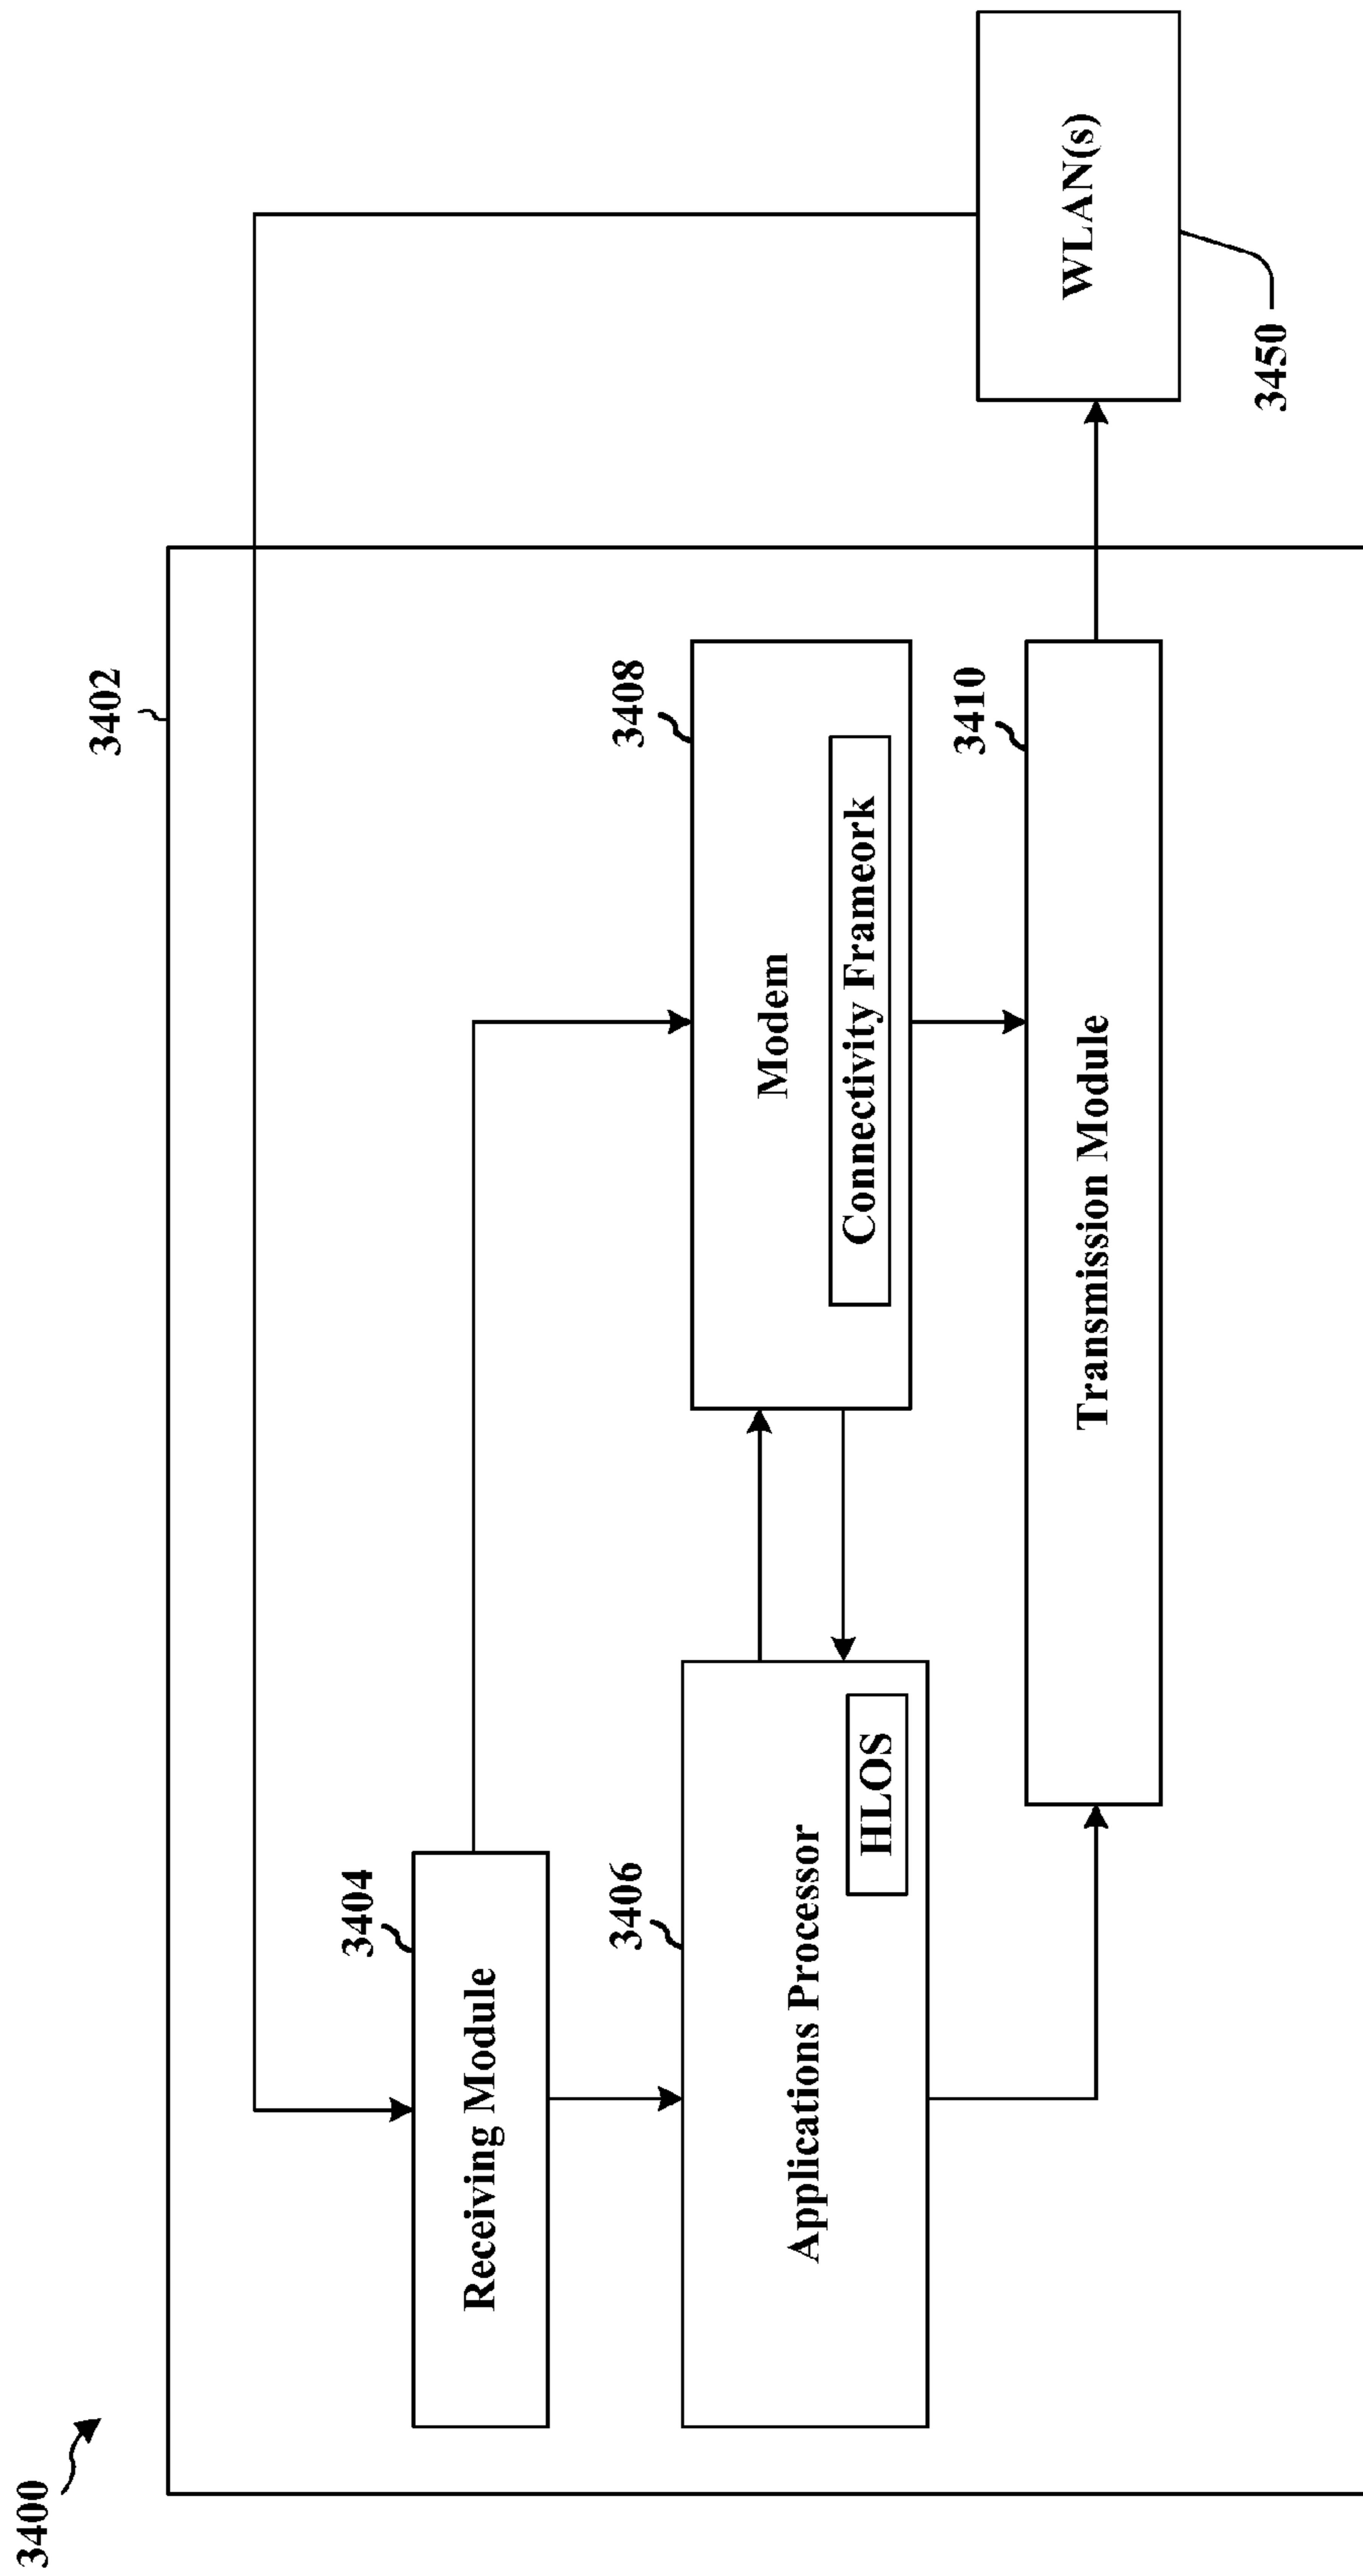 3400
3402
3404
Receiving Module
3406
Applications Processor
HLOS
3408
Modem
Connectivity Frameork
3410
Transmission Module
WLAN(s)
3450